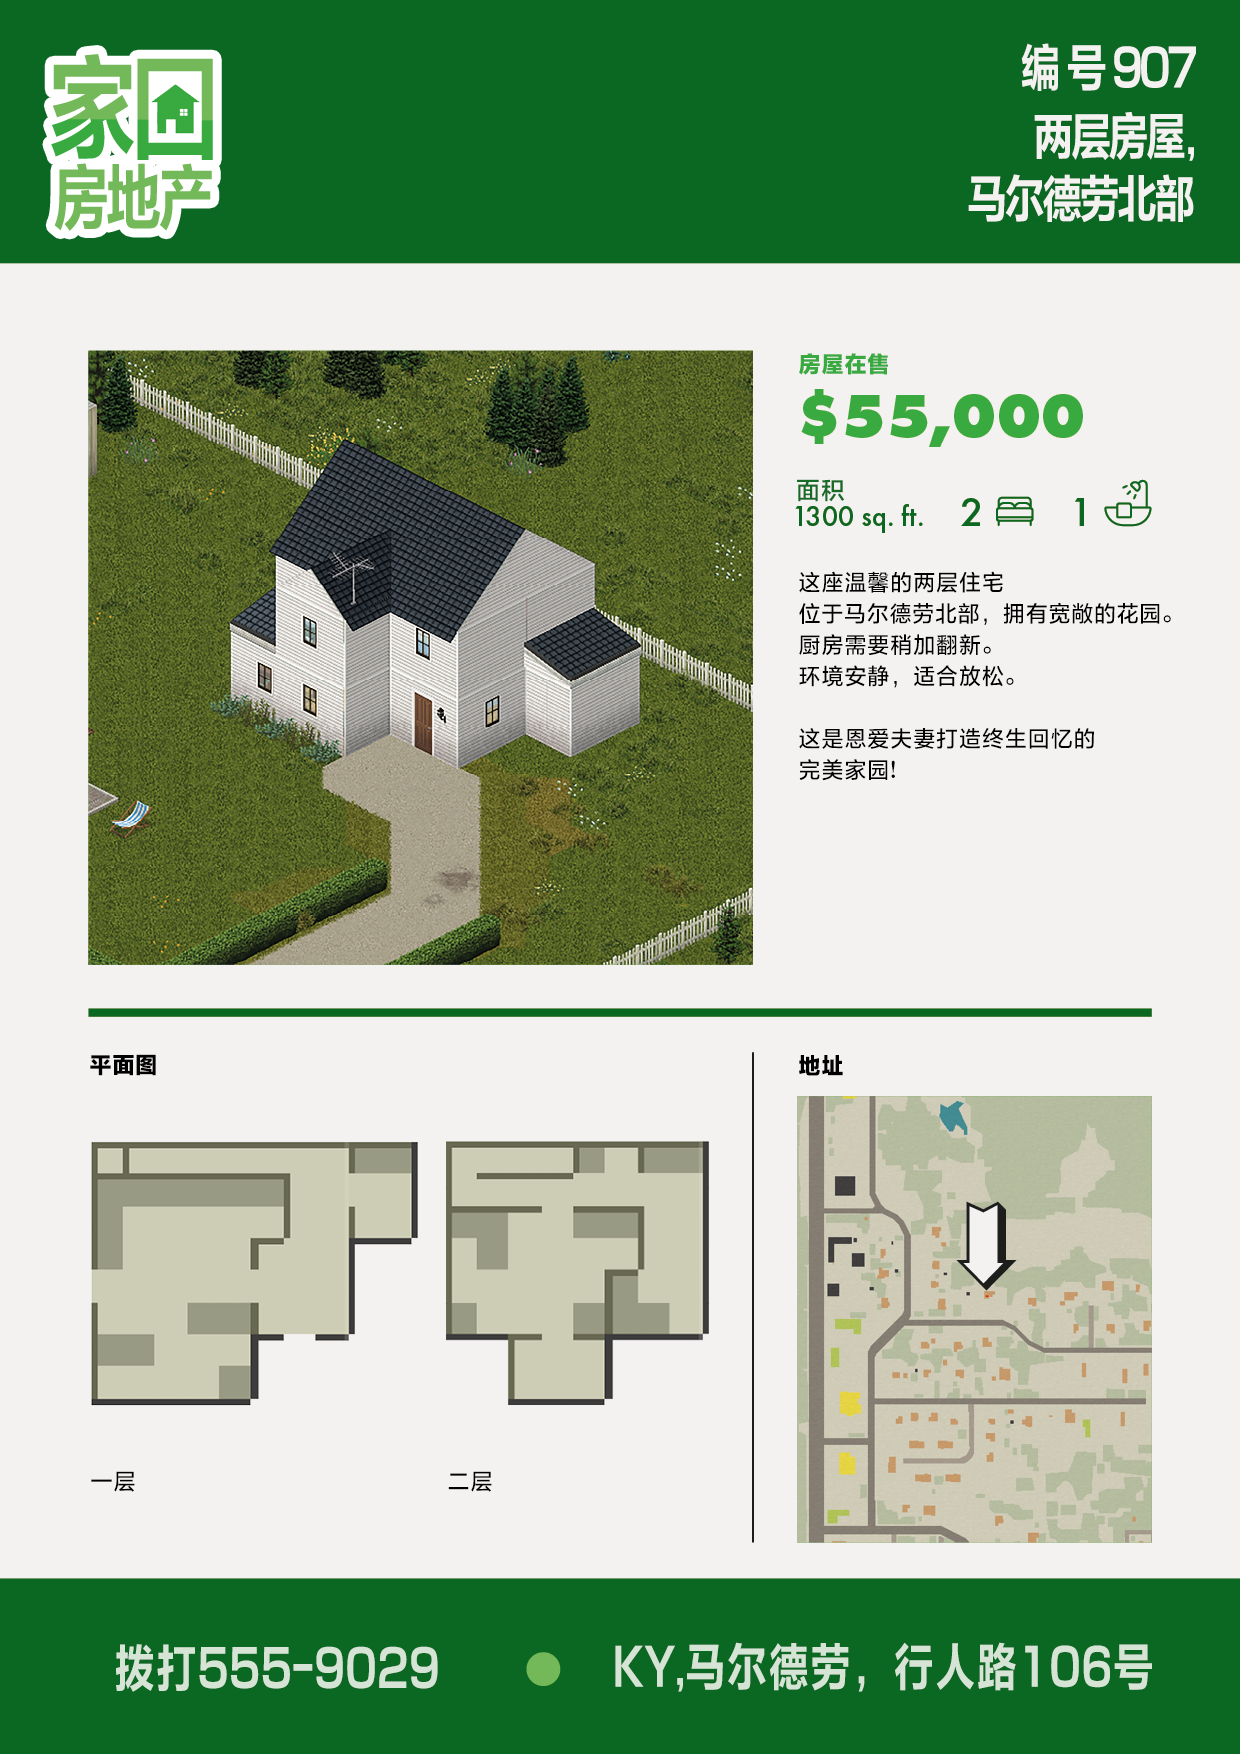 家园
房地产
编号907
两层房屋,
马尔德劳北部
房屋在售
$55,000
面积
1300 sq. ft.
2
1
这座温馨的两层住宅
位于马尔德劳北部，拥有宽敞的花园。
厨房需要稍加翻新。
环境安静，适合放松。
这是恩爱夫妻打造终生回忆的
完美家园!
平面图
地址
一层
二层
拨打555-9029
KY,马尔德劳，行人路106号